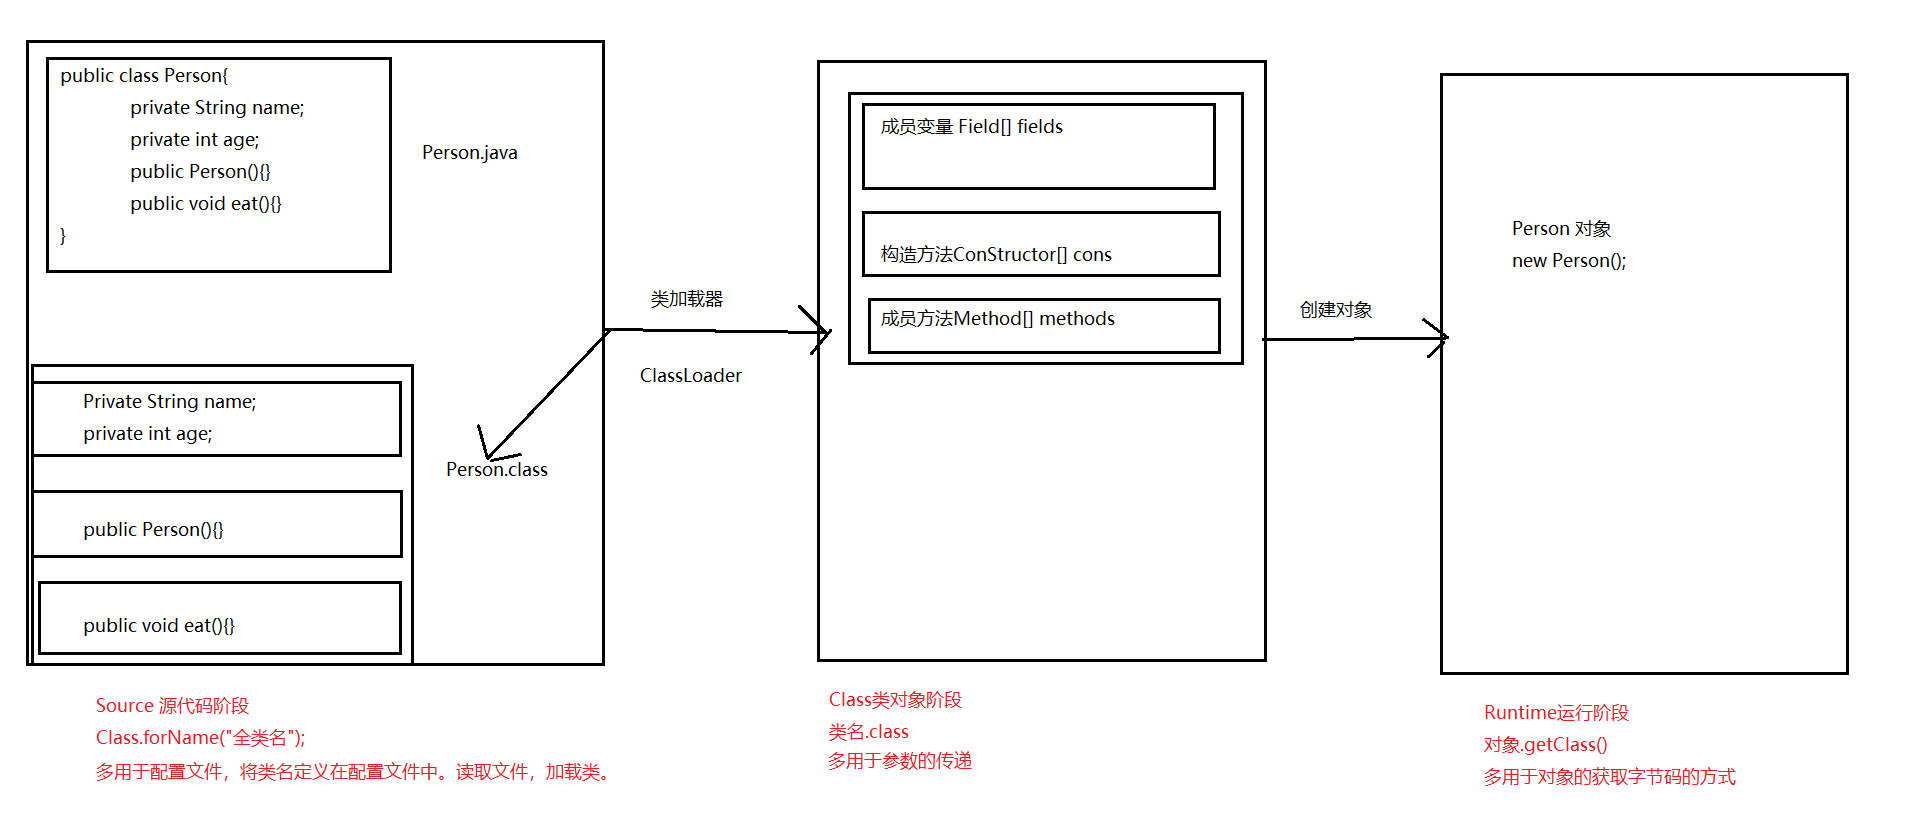 public class Person{
private String name;
private int age;
public Person(){}
public void eat(){}
}
Person.java
Private String name;
private int age;
public Person(){}
public void eat(){}
Person.class
类加载器
ClassLoader
成员变量 Field[] fields
构造方法ConStructor[] cons
成员方法Method[] methods
创建对象
Person 对象
new Person();
Source 源代码阶段
Class.forName("全类名");
多用于配置文件，将类名定义在配置文件中。读取文件，加载类。
Class类对象阶段
类名.class
多用于参数的传递
Runtime运行阶段
对象.getClass()
多用于对象的获取字节码的方式